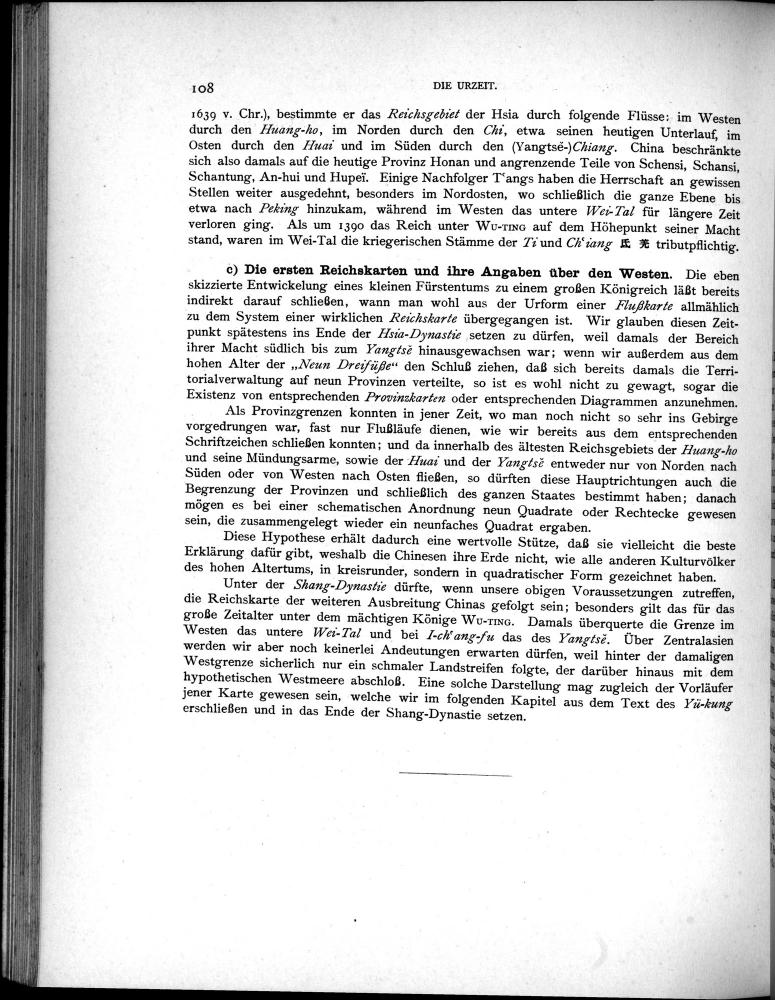 108
DIE URZEIT.
1639 v. Chr.), bestimmte er das Reichsgebiet der Hsia durch folgende Flüsse: im Westen
durch den Huang-ho, im Norden durch den Chi, etwa seinen heutigen Unterlauf, im
Osten durch den Huai und im Süden durch den (Yangtsë-)Chiang. China beschränkte
sich also damals auf die heutige Provinz Honan und angrenzende Teile von Schensi, Schansi,
Schantung, An-hui und Hupeï. Einige Nachfolger T‘angs haben die Herrschaft an gewissen
Stellen weiter ausgedehnt, besonders im Nordosten, wo schließlich die ganze Ebene bis
etwa nach Peking hinzukam, während im Westen das untere Wei-Tal für längere Zeit
verloren ging. Als um 1390 das Reich unter WU-TING auf dem Höhepunkt seiner Macht
stand, waren im Wei-Tal die kriegerischen Stämme der Ti und Ch‘iang 氐 羌 tributpflichtig.
c) Die ersten Reichskarten und ihre Angaben über den Westen. Die eben
skizzierte Entwickelung eines kleinen Fürstentums zu einem großen Königreich läßt bereits
indirekt darauf schließen, wann man wohl aus der Urform einer Flußkarte allmählich
zu dem System einer wirklichen Reichskarte übergegangen ist. Wir glauben diesen Zeit-
punkt spätestens ins Ende der Hsia-Dynastie setzen zu dürfen, weil damals der Bereich
ihrer Macht südlich bis zum Yangtsë hinausgewachsen war; wenn wir außerdem aus dem
hohen Alter der „Neun Dreifüße“ den Schluß ziehen, daß sich bereits damals die Terri-
torialverwaltung auf neun Provinzen verteilte, so ist es wohl nicht zu gewagt, sogar die
Existenz von entsprechenden Provinzkarten oder entsprechenden Diagrammen anzunehmen.
Als Provinzgrenzen konnten in jener Zeit, wo man noch nicht so sehr ins Gebirge
vorgedrungen war, fast nur Flußläufe dienen, wie wir bereits aus dem entsprechenden
Schriftzeichen schließen konnten; und da innerhalb des ältesten Reichsgebiets der Huang-ho
und seine Mündungsarme, sowie der Huai und der Yangtsë entweder nur von Norden nach
Süden oder von Westen nach Osten fließen, so dürften diese Hauptrichtungen auch die
Begrenzung der Provinzen und schließlich des ganzen Staates bestimmt haben; danach
mögen es bei einer schematischen Anordnung neun Quadrate oder Rechtecke gewesen
sein, die zusammengelegt wieder ein neunfaches Quadrat ergaben.
Diese Hypothese erhält dadurch eine wertvolle Stütze, daß sie vielleicht die beste
Erklärung dafür gibt, weshalb die Chinesen ihre Erde nicht, wie alle anderen Kulturvölker
des hohen Altertums, in kreisrunder, sondern in quadratischer Form gezeichnet haben.
Unter der Shang-Dynastie dürfte, wenn unsere obigen Voraussetzungen zutreffen,
die Reichskarte der weiteren Ausbreitung Chinas gefolgt sein; besonders gilt das für das
große Zeitalter unter dem mächtigen Könige WU-TING. Damals überquerte die Grenze im
Westen das untere Wei-Tal und bei I-ch‘ang-fu das des Yangtsë. Über Zentralasien
werden wir aber noch keinerlei Andeutungen erwarten dürfen, weil hinter der damaligen
Westgrenze sicherlich nur ein schmaler Landstreifen folgte, der darüber hinaus mit dem
hypothetischen Westmeere abschloß. Eine solche Darstellung mag zugleich der Vorläufer
jener Karte gewesen sein, welche wir im folgenden Kapitel aus dem Text des Yü-kung
erschließen und in das Ende der Shang-Dynastie setzen.